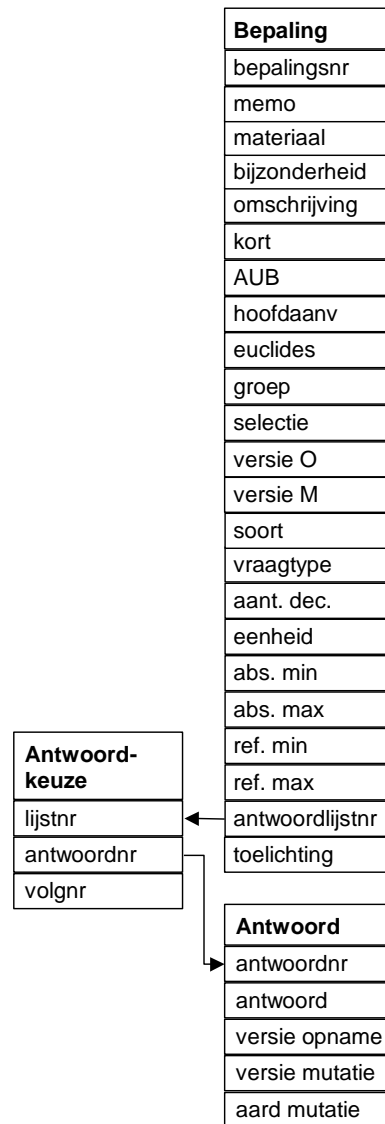 Bepaling
bepalingsnr
memo
materiaal
bijzonderheid
omschrijving
kort
AUB
hoofdaanv
euclides
groep
selectie
versie O
versie M
soort
vraagtype
aant. dec.
eenheid
abs. min
abs. max
ref. min
ref. max
antwoordlijstnr
toelichting
Antwoord-
keuze
lijstnr
antwoordnr
volgnr
Antwoord
antwoordnr
antwoord
versie opname
versie mutatie
aard mutatie